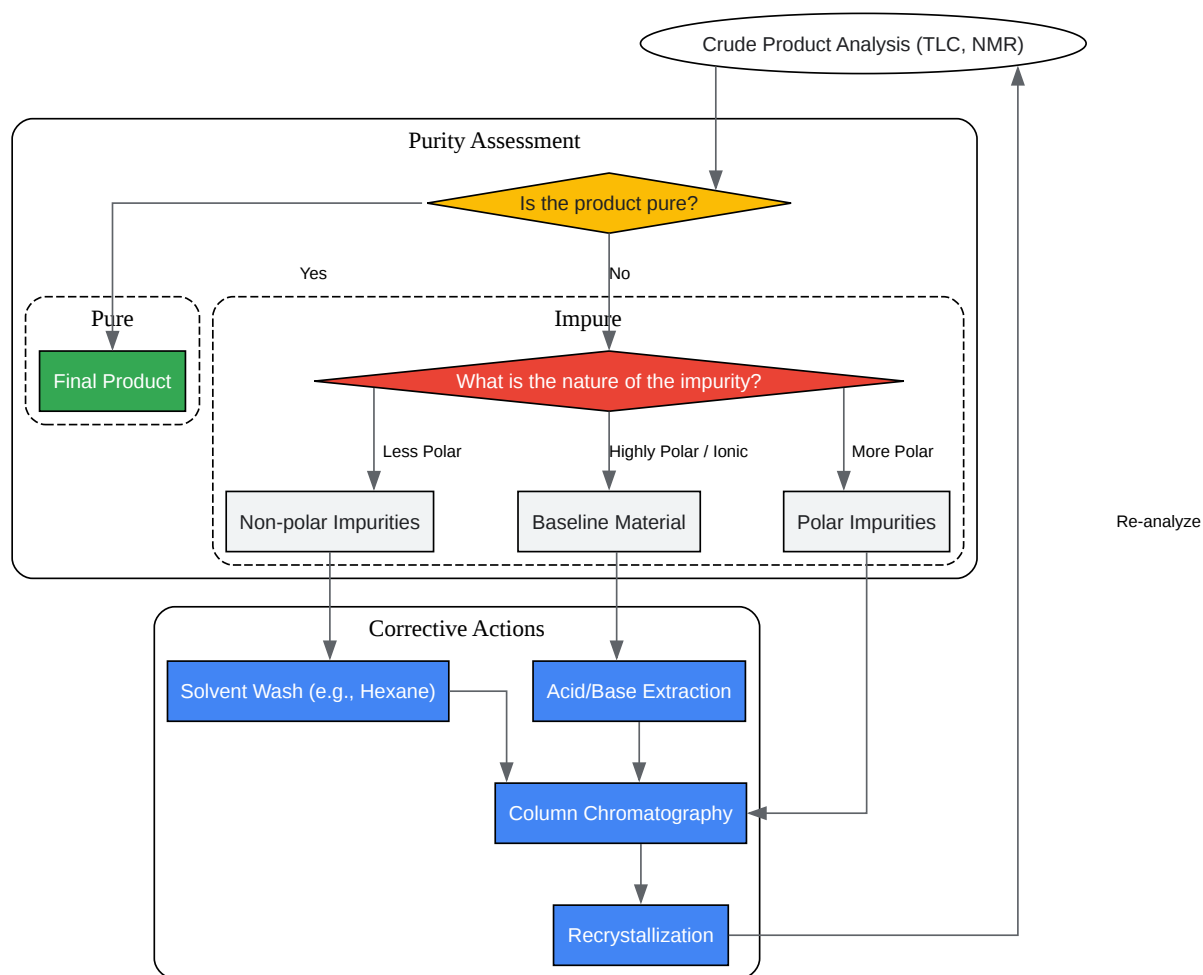 Crude Product Analysis (TLC, NMR)
Purity Assessment
Is the product pure?
Yes
No
Pure
Impure
Final Product
What is the nature of the impurity?
Less Polar
Highly Polar / Ionic
More Polar
Non-polar Impurities
Baseline Material
Polar Impurities
Re-analyze
Corrective Actions
Solvent Wash (e.g., Hexane)
Acid/Base Extraction
Column Chromatography
Recrystallization